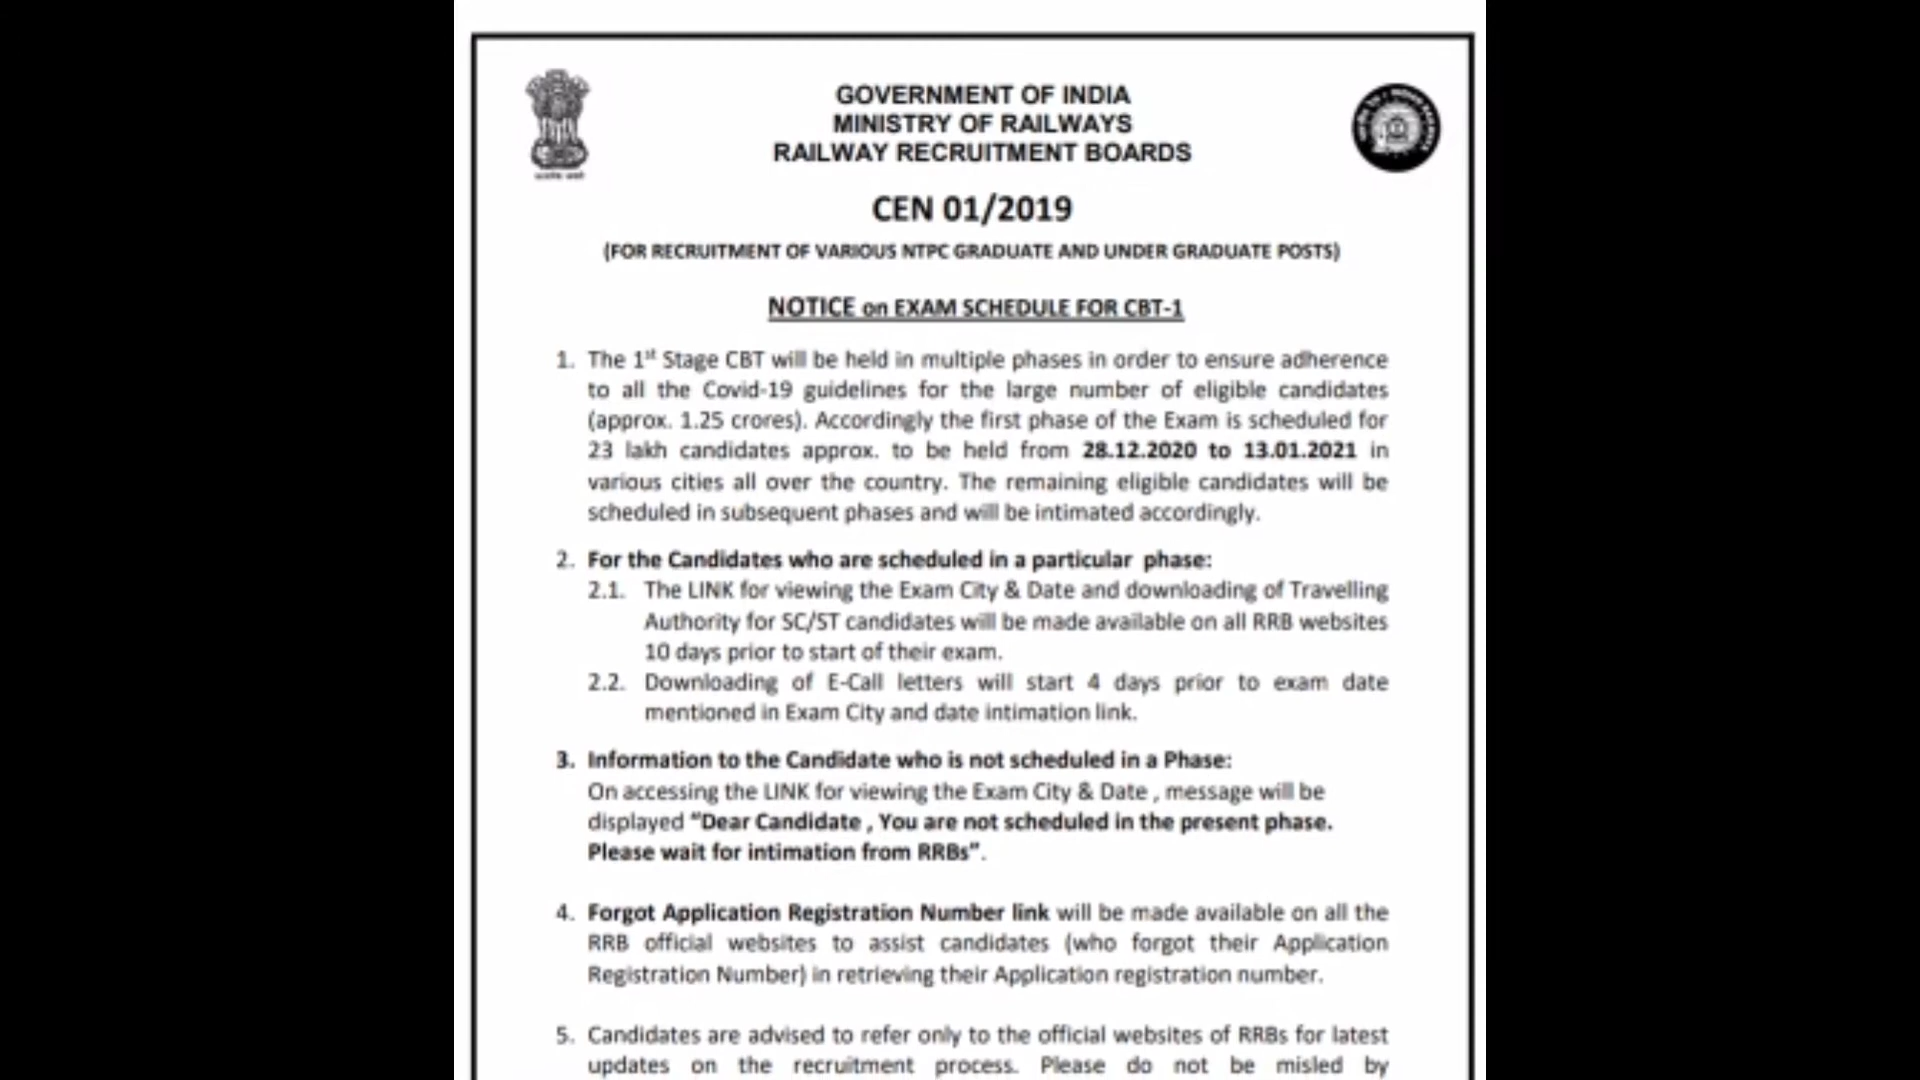 GOVERNMENT OF INDIA
MINISTRY OF RAILWAYS
RAILWAY RECRUITMENT BOARDS
CEN 01/2019
(FOR RECRUITMENT OF VARIOUS NTPC GRADUATE AND UNDER GRADUATE POSTS)
NOTICE on EXAM SCHEDULE FOR CBT-1
1. The 1st Stage CBT will be held in multiple phases in order to ensure adherence
to all the Covid-19 guidelines for the large number of eligible candidates
(approx. 1.25 crores). Accordingly the first phase of the Exam is scheduled for
23 lakh candidates approx. to be held from 28.12.2020 to 13.01.2021 in
various cities all over the country. The remaining eligible candidates will be
scheduled in subsequent phases and will be intimated accordingly.
2. For the Candidates who are scheduled in a particular phase:
2.1. The LINK for viewing the Exam City & Date and downloading of Travelling
Authority for SC/ST candidates will be made available on all RRB websites
10 days prior to start of their exam.
2.2. Downloading of E-Call letters will start 4 days prior to exam date
mentioned in Exam City and date intimation link.
3. Information to the Candidate who is not scheduled in a Phase:
On accessing the LINK for viewing the Exam City & Date , message will be
displayed "Dear Candidate , You are not scheduled in the present phase.
Please wait for intimation from RRBs".
4. Forgot Application Registration Number link will be made available on all the
RRB official websites to assist candidates (who forgot their Application
Registration Number) in retrieving their Application registration number.
5. Candidates are advised to refer only to the official websites of RRBs for latest
updates on the recruitment process. Please do not be misled by